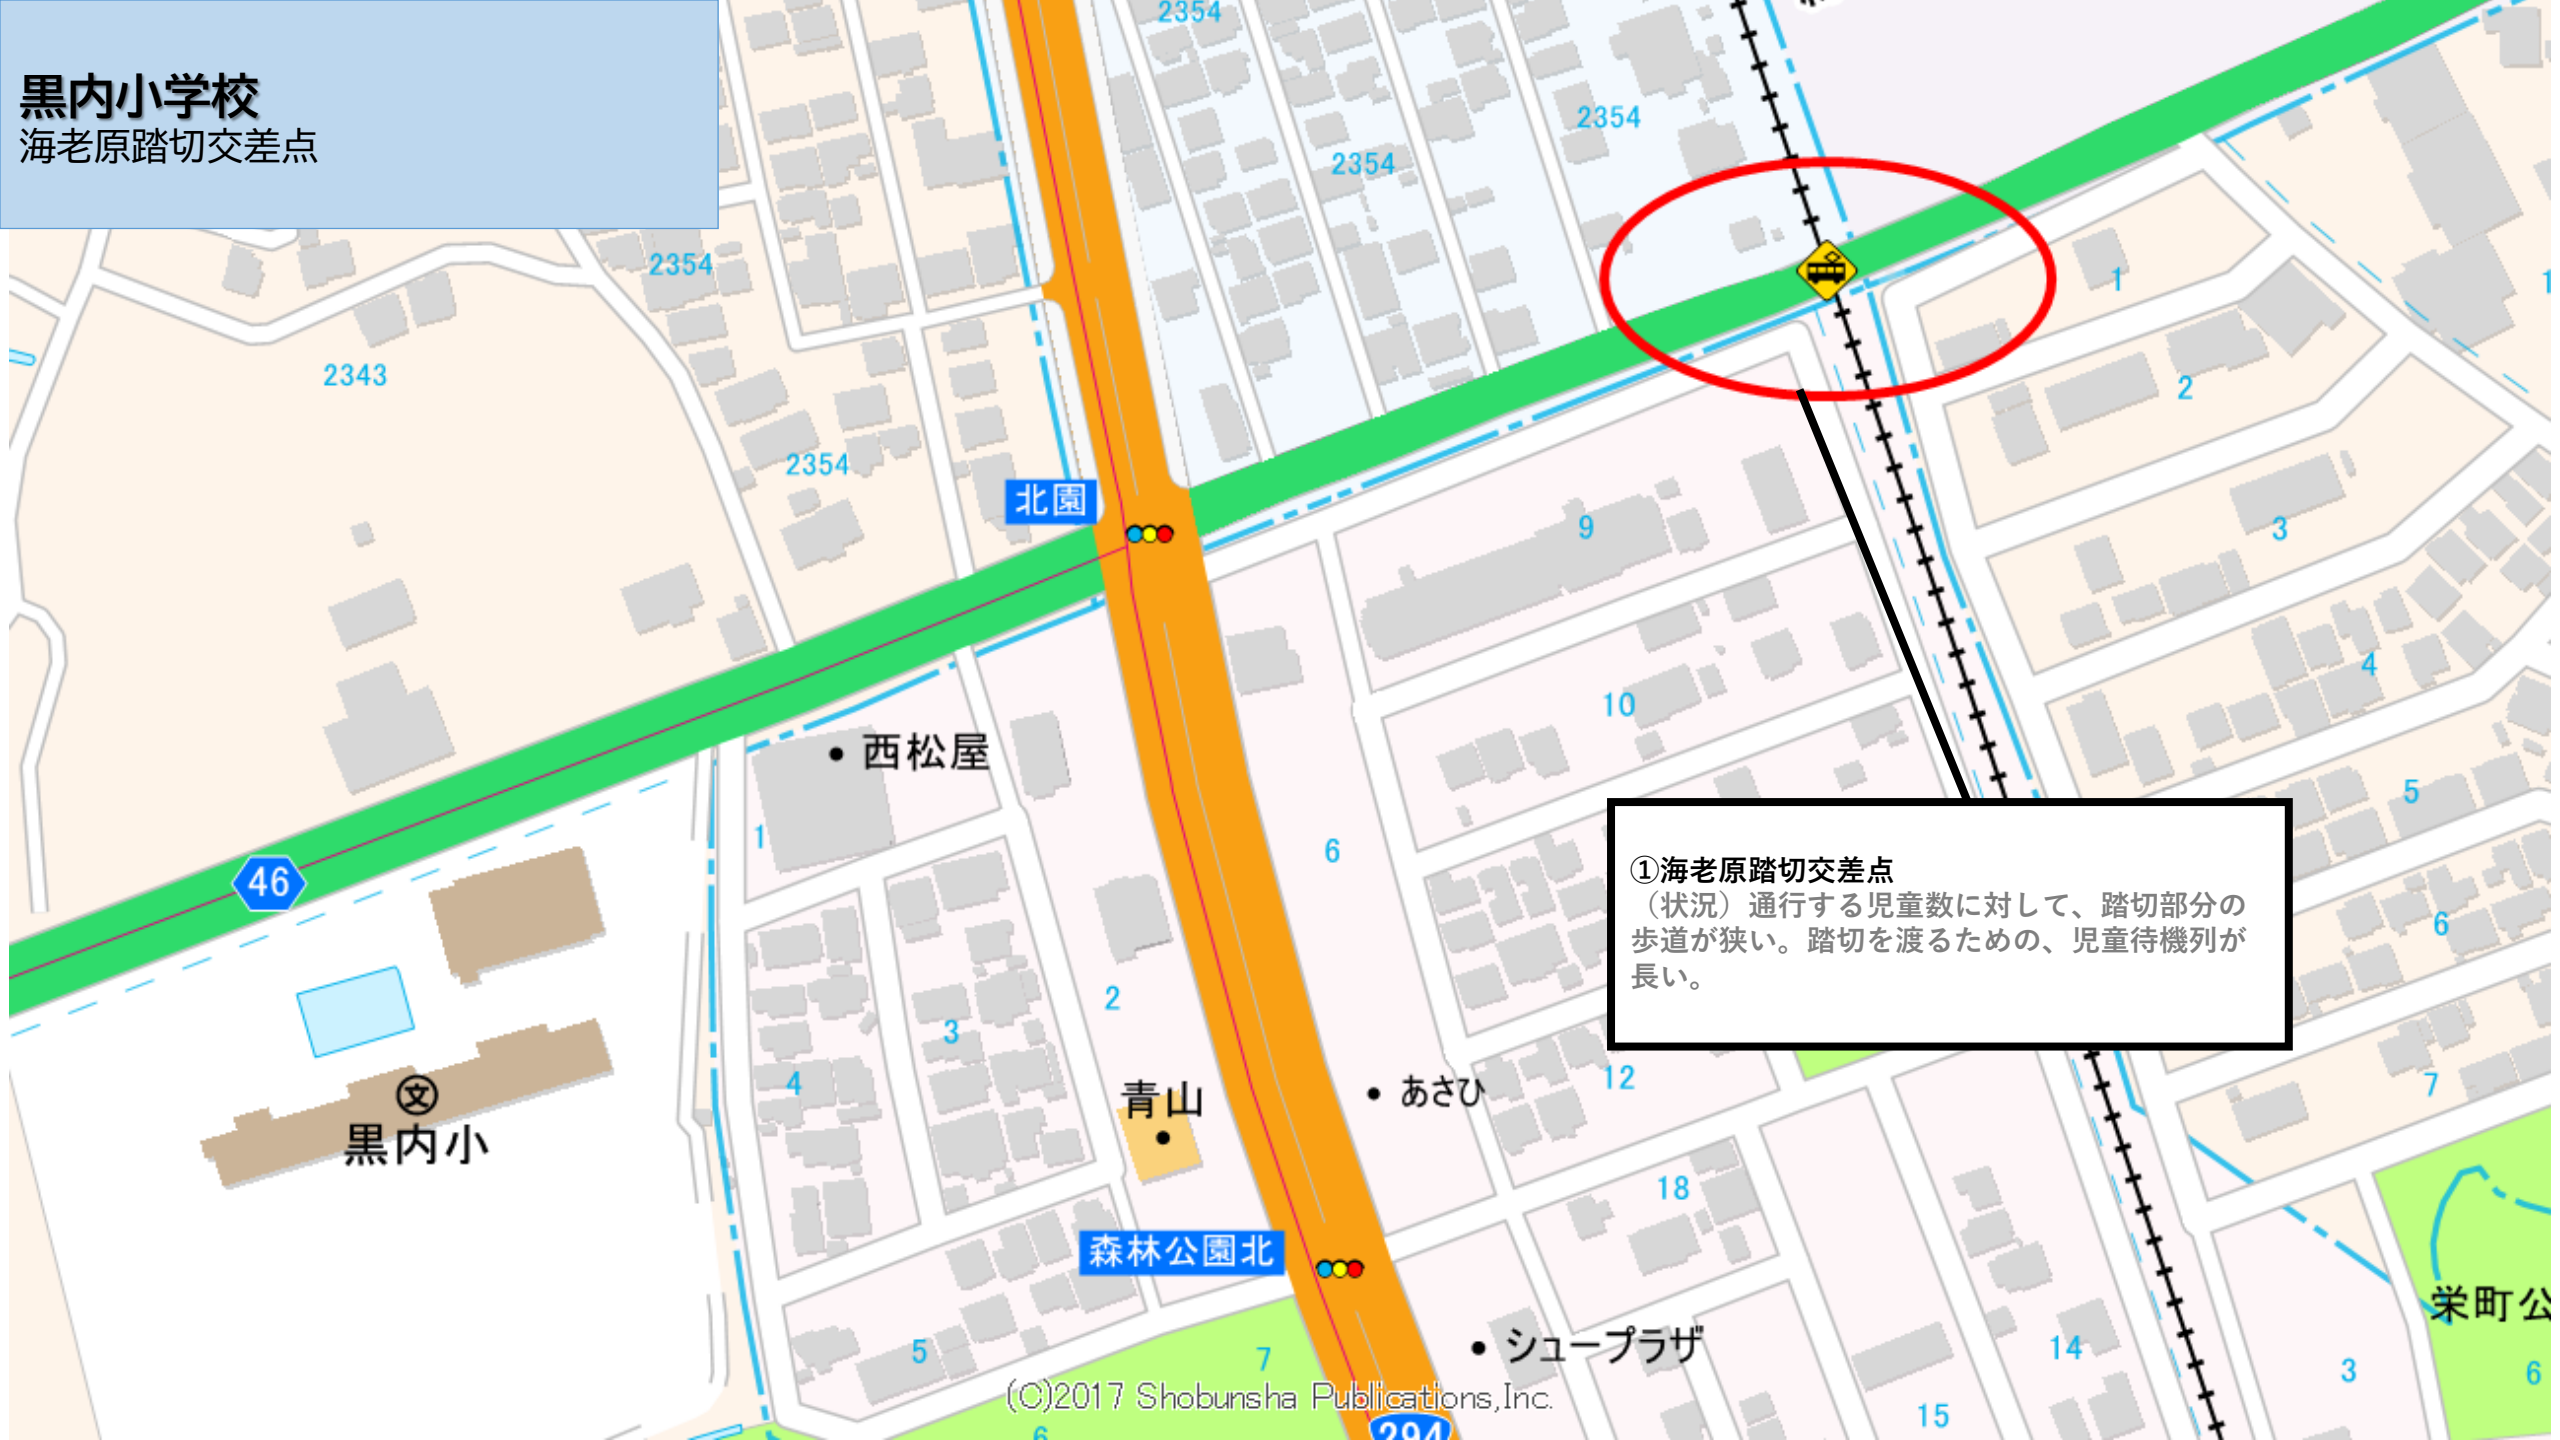 黒内小学校
海老原踏切交差点
2354
2354
2354
2354
2343
2354
1
2
北園
9
3
4
10
西松屋
1
5
6
46
①海老原踏切交差点
（状況）通行する児童数に対して、踏切部分の
歩道が狭い。踏切を渡るための、児童待機列が
長い。
6
2
3
4
青山
あさひ
12
7
黒内小
18
森林公園北
栄町公
シュープラザ
5
7
14
3
6
(C)2017 Shobunsha Publications,Inc.
15
294
6